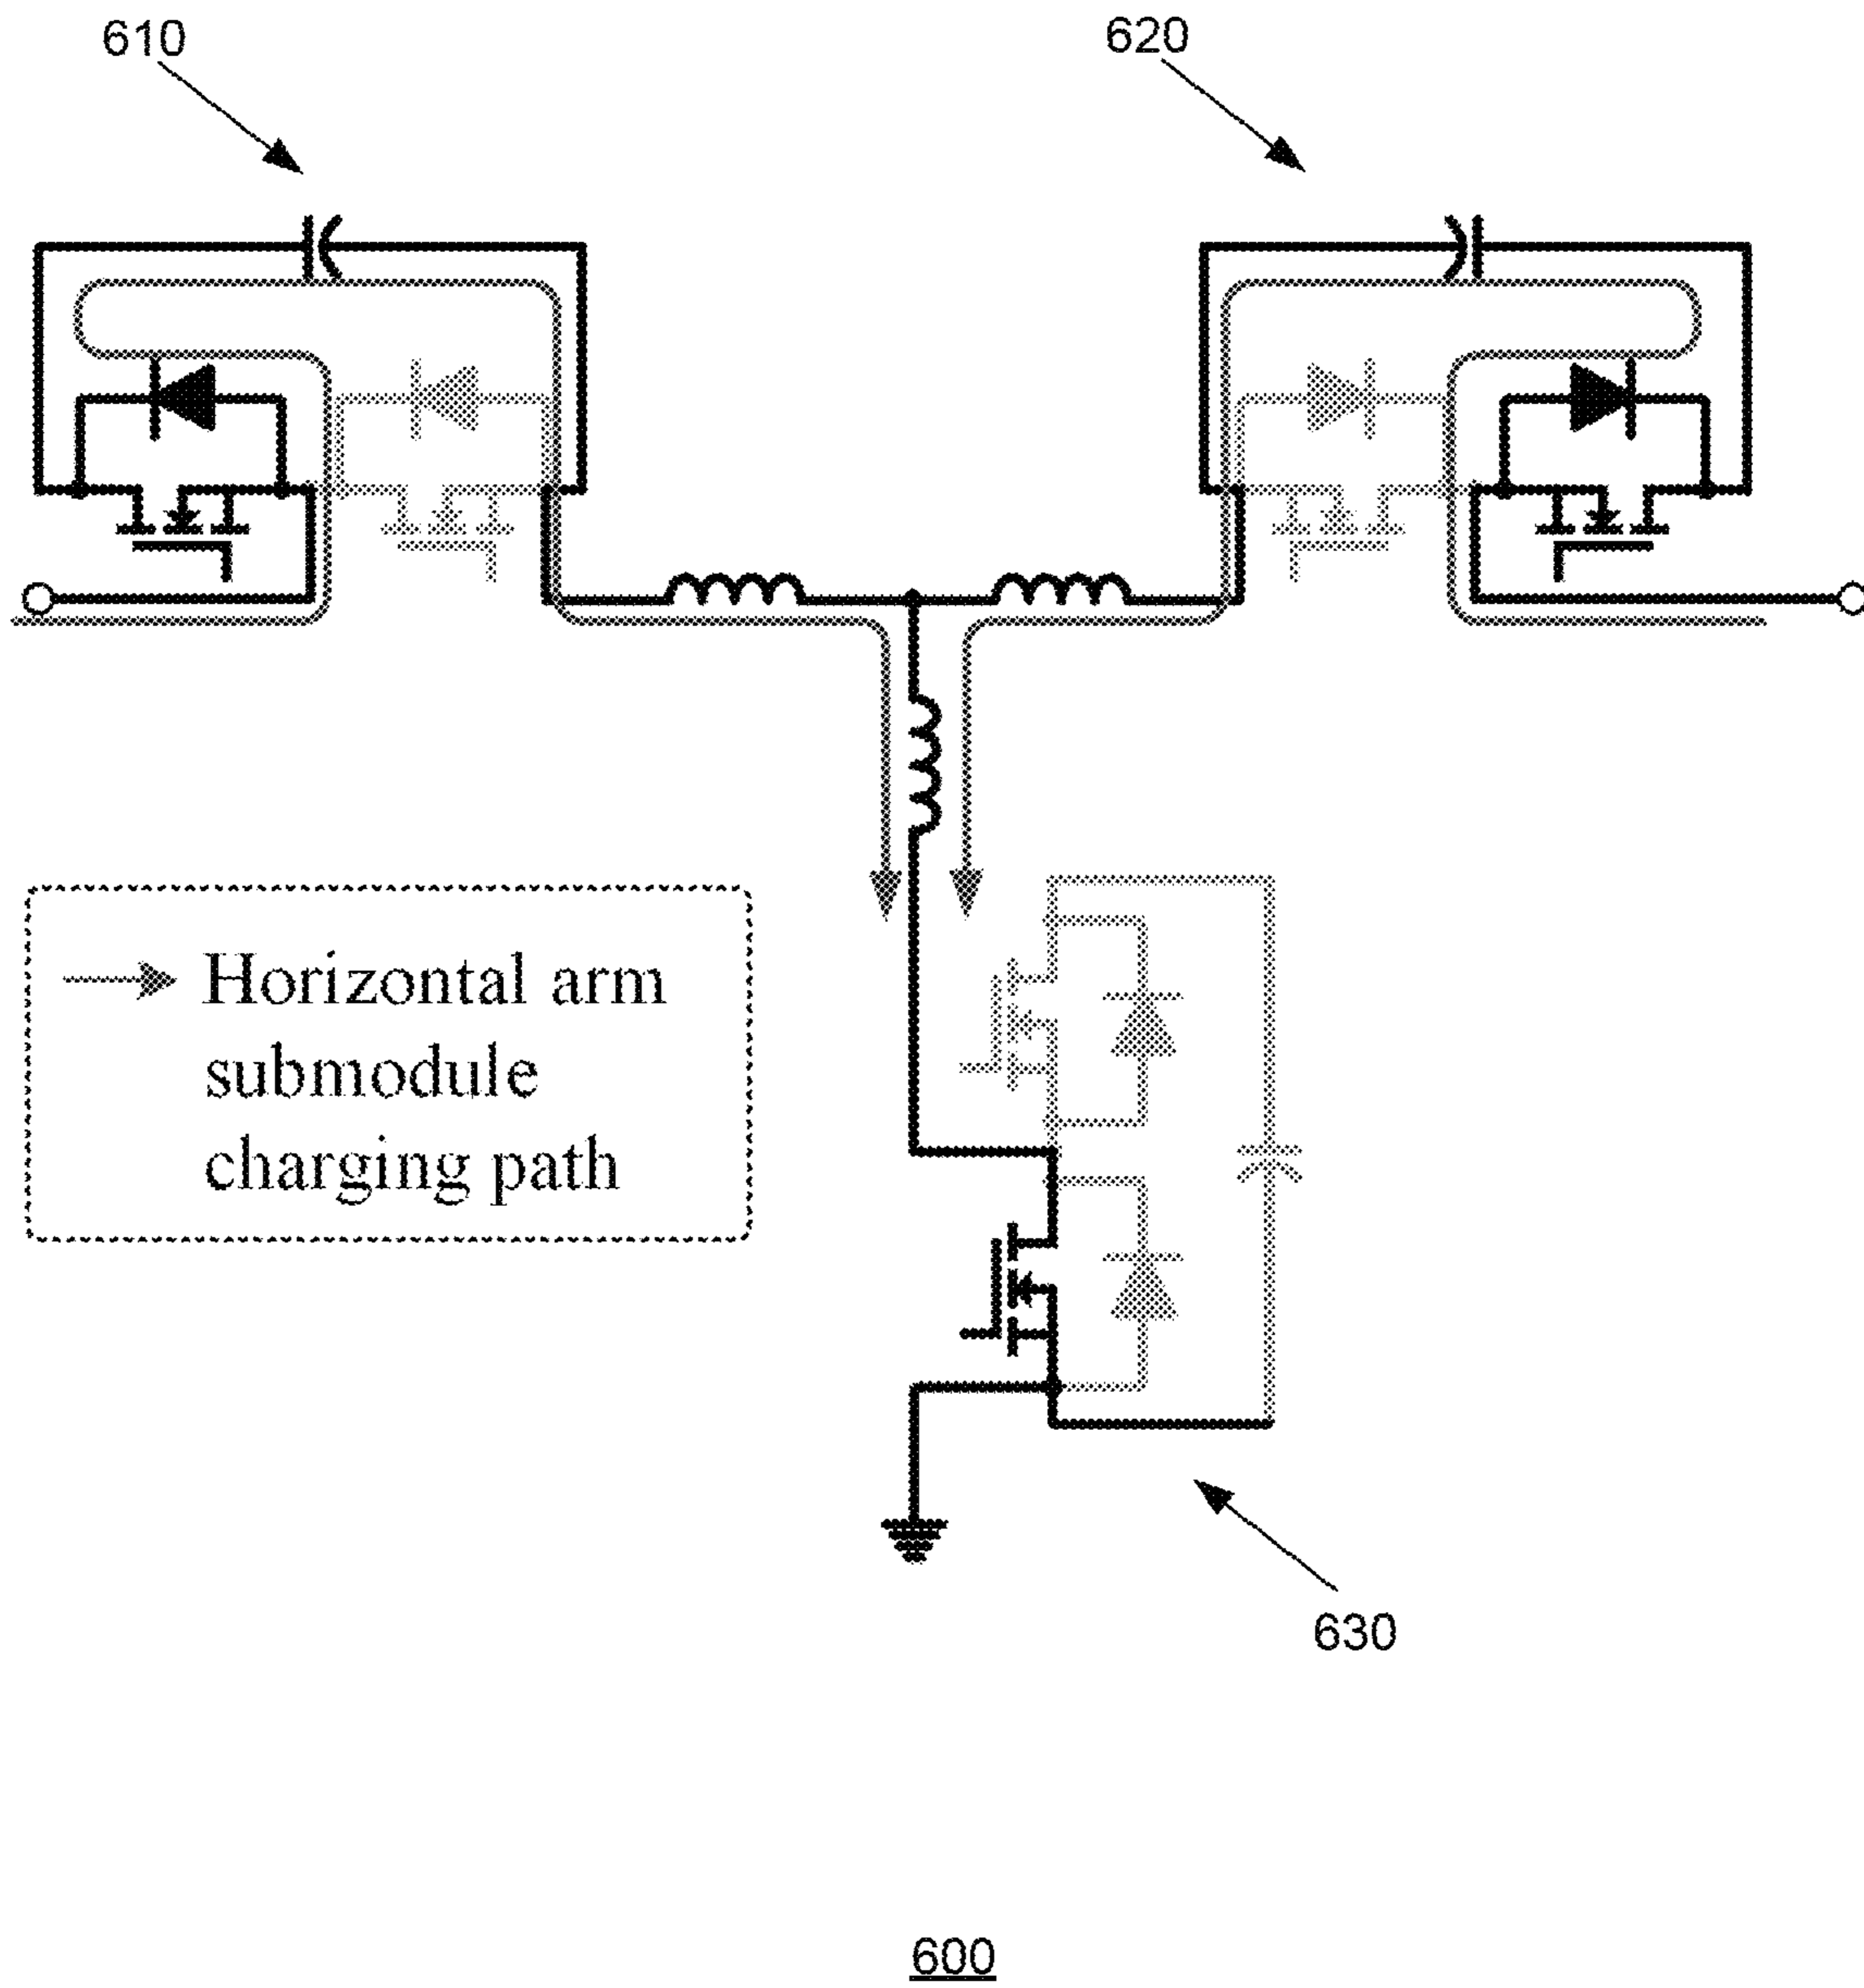 610
620
Horizontal arm
submodule
charging path
630
600